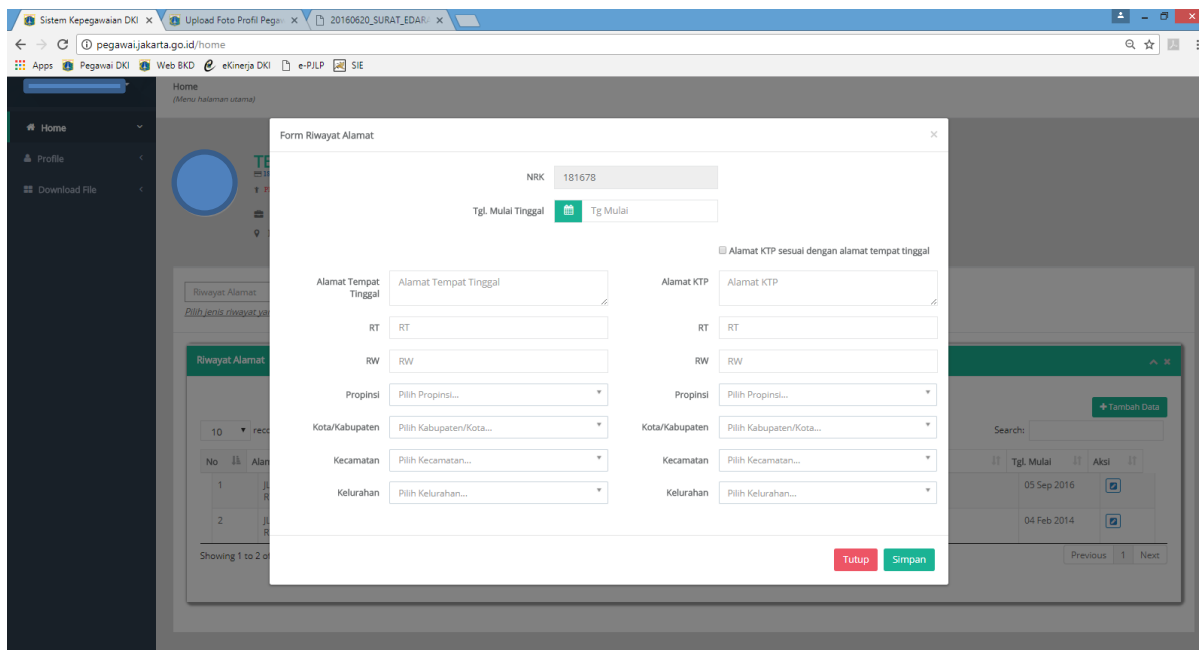 Sistem Kepegawaian DKI
Upload Foto Profil Pegaw
20160620_SURAT_EDARA
pegawai.jakarta.go.id/home
Apps Pegawai DKI Web BKD eKinerja DKI e-PJLP SIE
Home
(Menu halaman utama)
Home
Profile
Download File
TE
Form Riwayat Alamat
NRK 181678
Tgl. Mulai Tinggal Tg Mulai
Alamat KTP sesuai dengan alamat tempat tinggal
Alamat Tempat Tinggal Alamat Tempat Tinggal Alamat KTP Alamat KTP
RT RT RT RT
RW RW RW RW
Propinsi Pilih Propinsi... Propinsi Pilih Propinsi...
Kota/Kabupaten Pilih Kabupaten/Kota... Kota/Kabupaten Pilih Kabupaten/Kota...
Kecamatan Pilih Kecamatan... Kecamatan Pilih Kecamatan...
Kelurahan Pilih Kelurahan... Kelurahan Pilih Kelurahan...
Tutup Simpan
Riwayat Alamat
Pilih jenis riwayat
Riwayat Alamat
+ Tambah Data
10 Search:
No Tgl. Mulai Aksi
1 05 Sep 2016
2 04 Feb 2014
Showing 1 to 2 of
Previous 1 Next